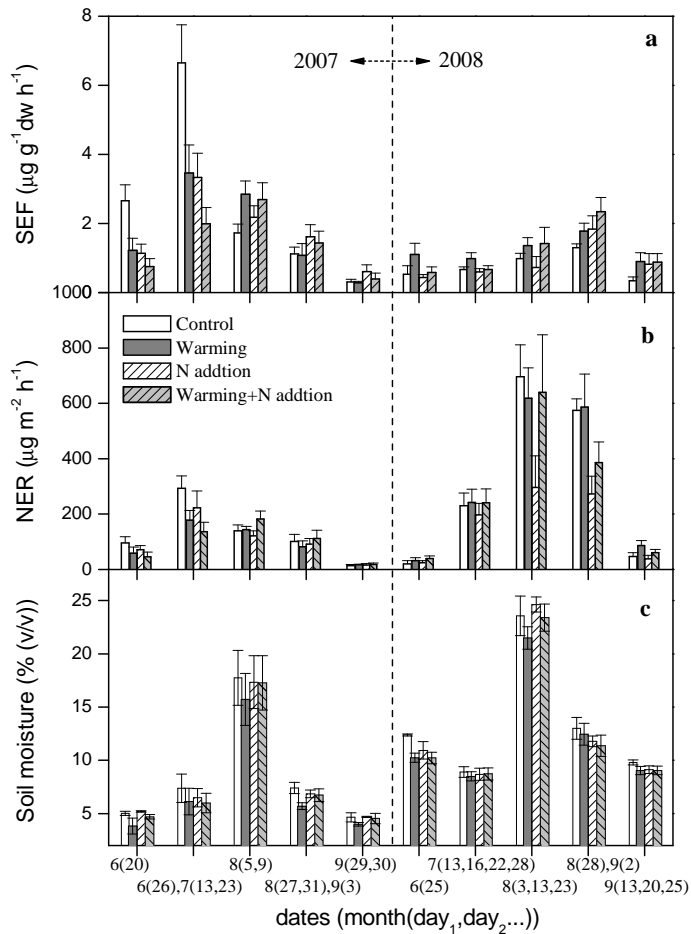 8
a
2007
2008
6
4
2
SEF (μg g⁻¹dw h⁻¹)
1000
0
Control
b
800
Warming
N addtion
600
Warming+N addtion
400
200
0
NER (μg m⁻² h⁻¹)
25
c
20
15
10
5
Soil moisture (% (v/v))
6(20) 8(5,9) 9(29,30) 7(13,16,22,28) 8(28),9(2)
6(26),7(13,23) 8(27,31),9(3) 6(25) 8(3,13,23) 9(13,20,25)
dates (month(day₁,day₂...))